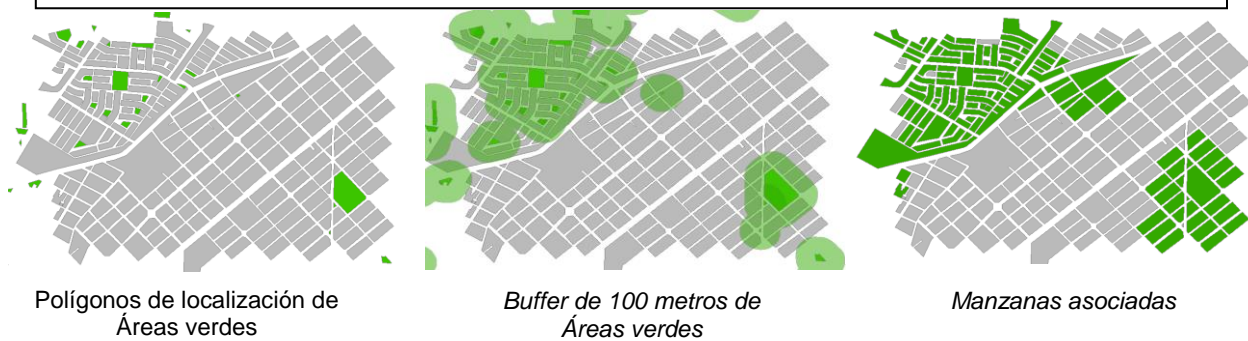 Polígonos de localización de
Áreas verdes
Buffer de 100 metros de
Áreas verdes
Manzanas asociadas